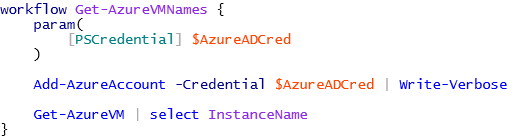 workflow Get-AzureVMNames {
    param(
        [PSCredential] $AzureADCred
    )
    Add-AzureAccount -Credential $AzureADCred | Write-Verbose
    Get-AzureVM | select InstanceName
}